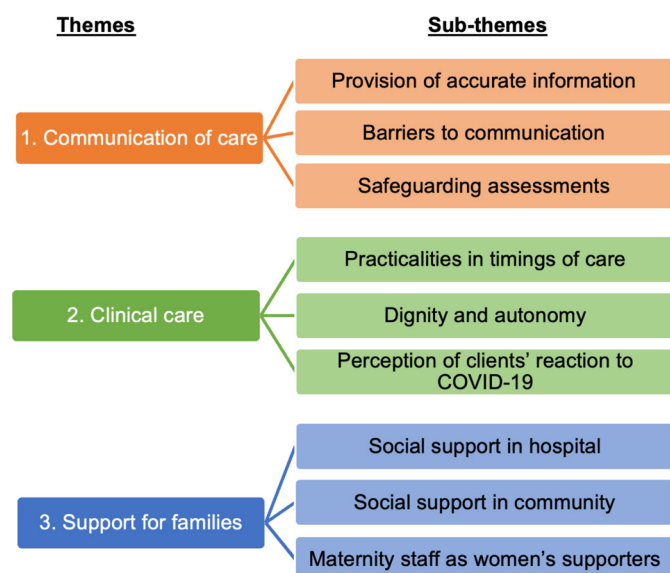 Themes
Sub-themes
1. Communication of care
Provision of accurate information
Barriers to communication
Safeguarding assessments
2. Clinical care
Practicalities in timings of care
Dignity and autonomy
Perception of clients’ reaction to
COVID-19
3. Support for families
Social support in hospital
Social support in community
Maternity staff as women’s supporters